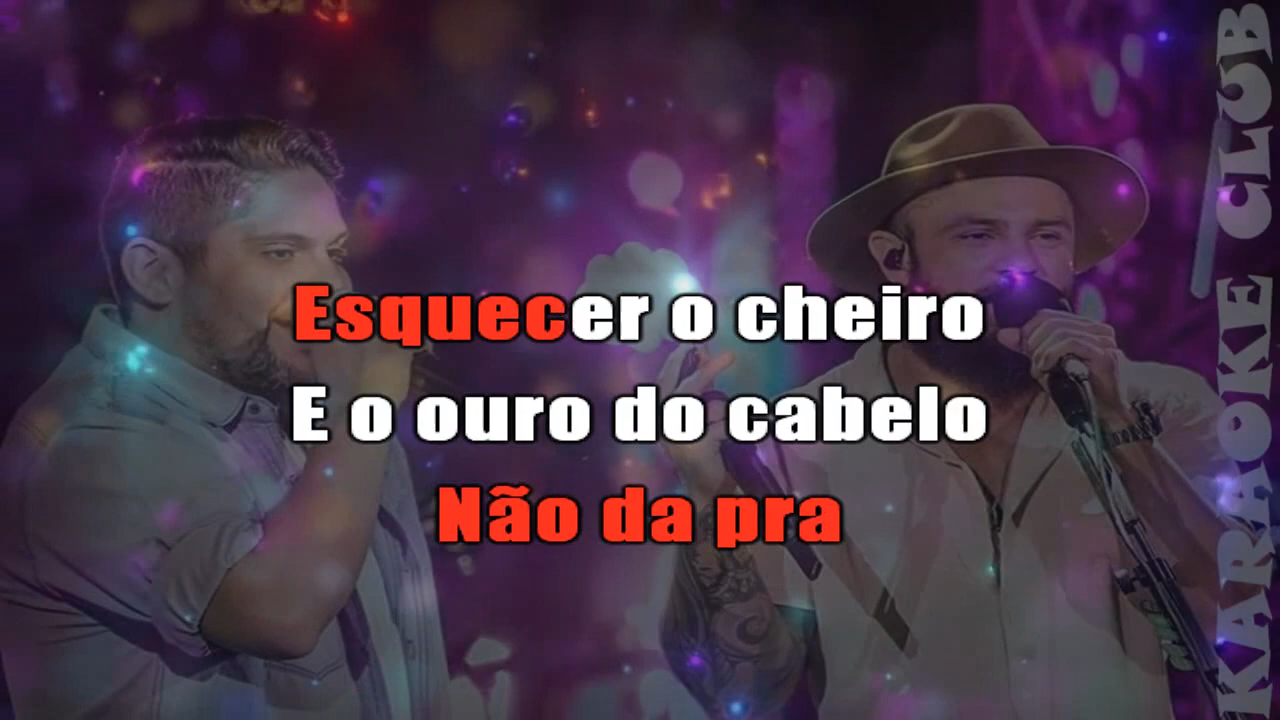 Esquecer o cheiro
E o ouro do cabelo
Não da pra
KARAOKE CLUB